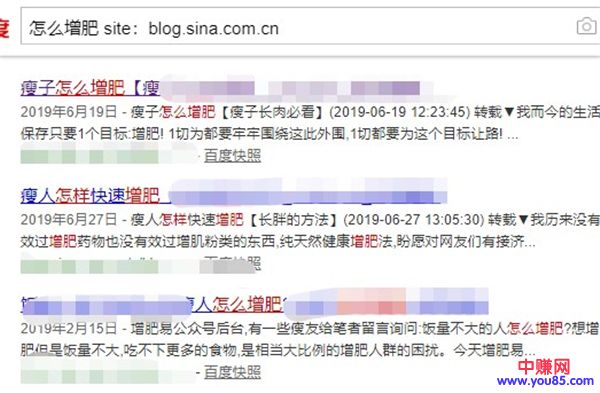 度 怎么增肥 site：blog.sina.com.cn
瘦子怎么增肥【瘦
2019年6月19日 - 瘦子怎么增肥【瘦子长肉必看】(2019-06-19 12:23:45) 转载▼我而今的生活
保存只要1个目标:增肥! 1切为都要牢牢围绕这此外围,1切都要为这个目标让路! ...
- 百度快照
瘦人怎样快速增肥
2019年6月27日 - 瘦人怎样快速增肥【长胖的方法】(2019-06-27 13:05:30) 转载▼我历来没有
效过增肥药物也没有效过增肌粉类的东西,纯天然健康增肥法,盼愿对网友们有接济...
百度快照
瘦人怎么增肥?
2019年2月15日 - 增肥易公众号后台,有一些瘦友给笔者留言询问:饭量不大的人怎么增肥?想增
肥但是饭量不大,吃不下更多的食物,是相当大比例的增肥人群的困扰。今天增肥易...
- 百度快照
中赚网
www.you85.com